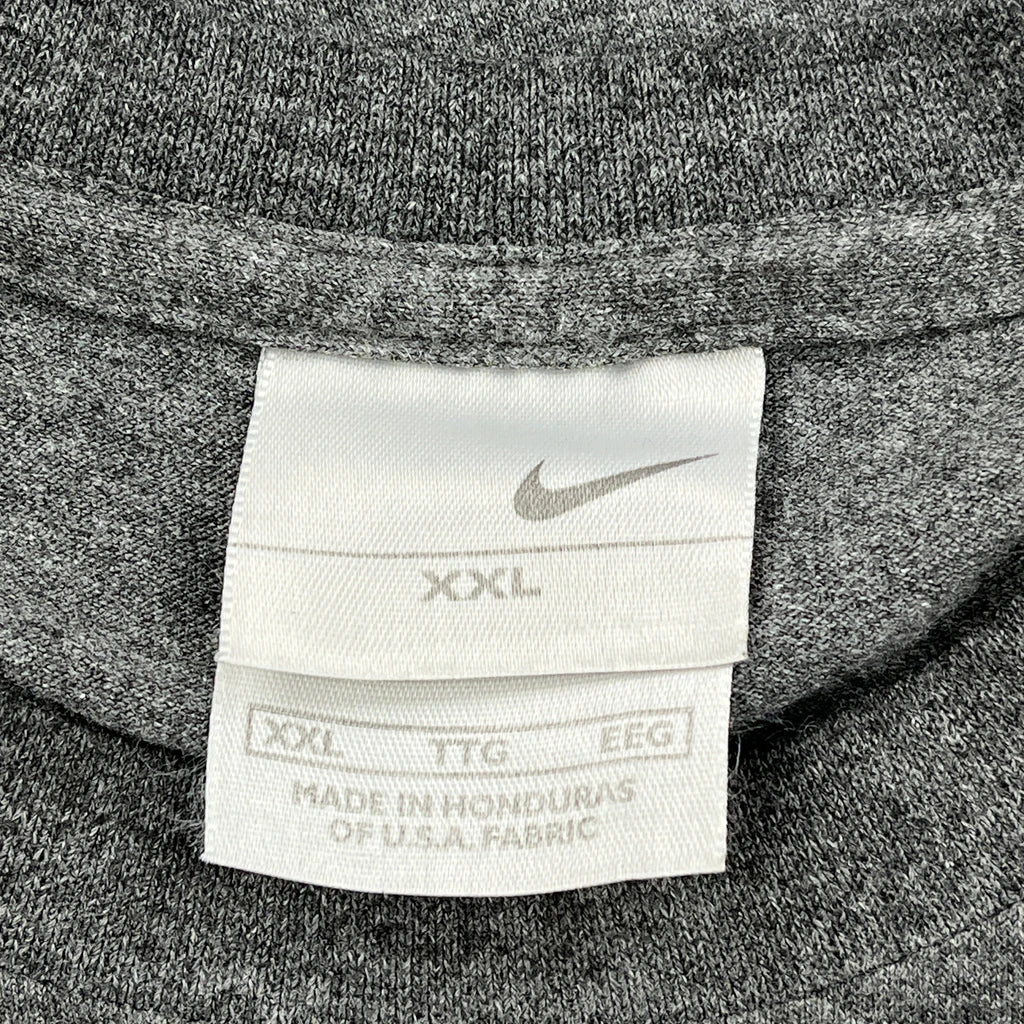 XXL
XXL TTG EEG
MADE IN HONDURAS
OF U.S.A. FABRIC